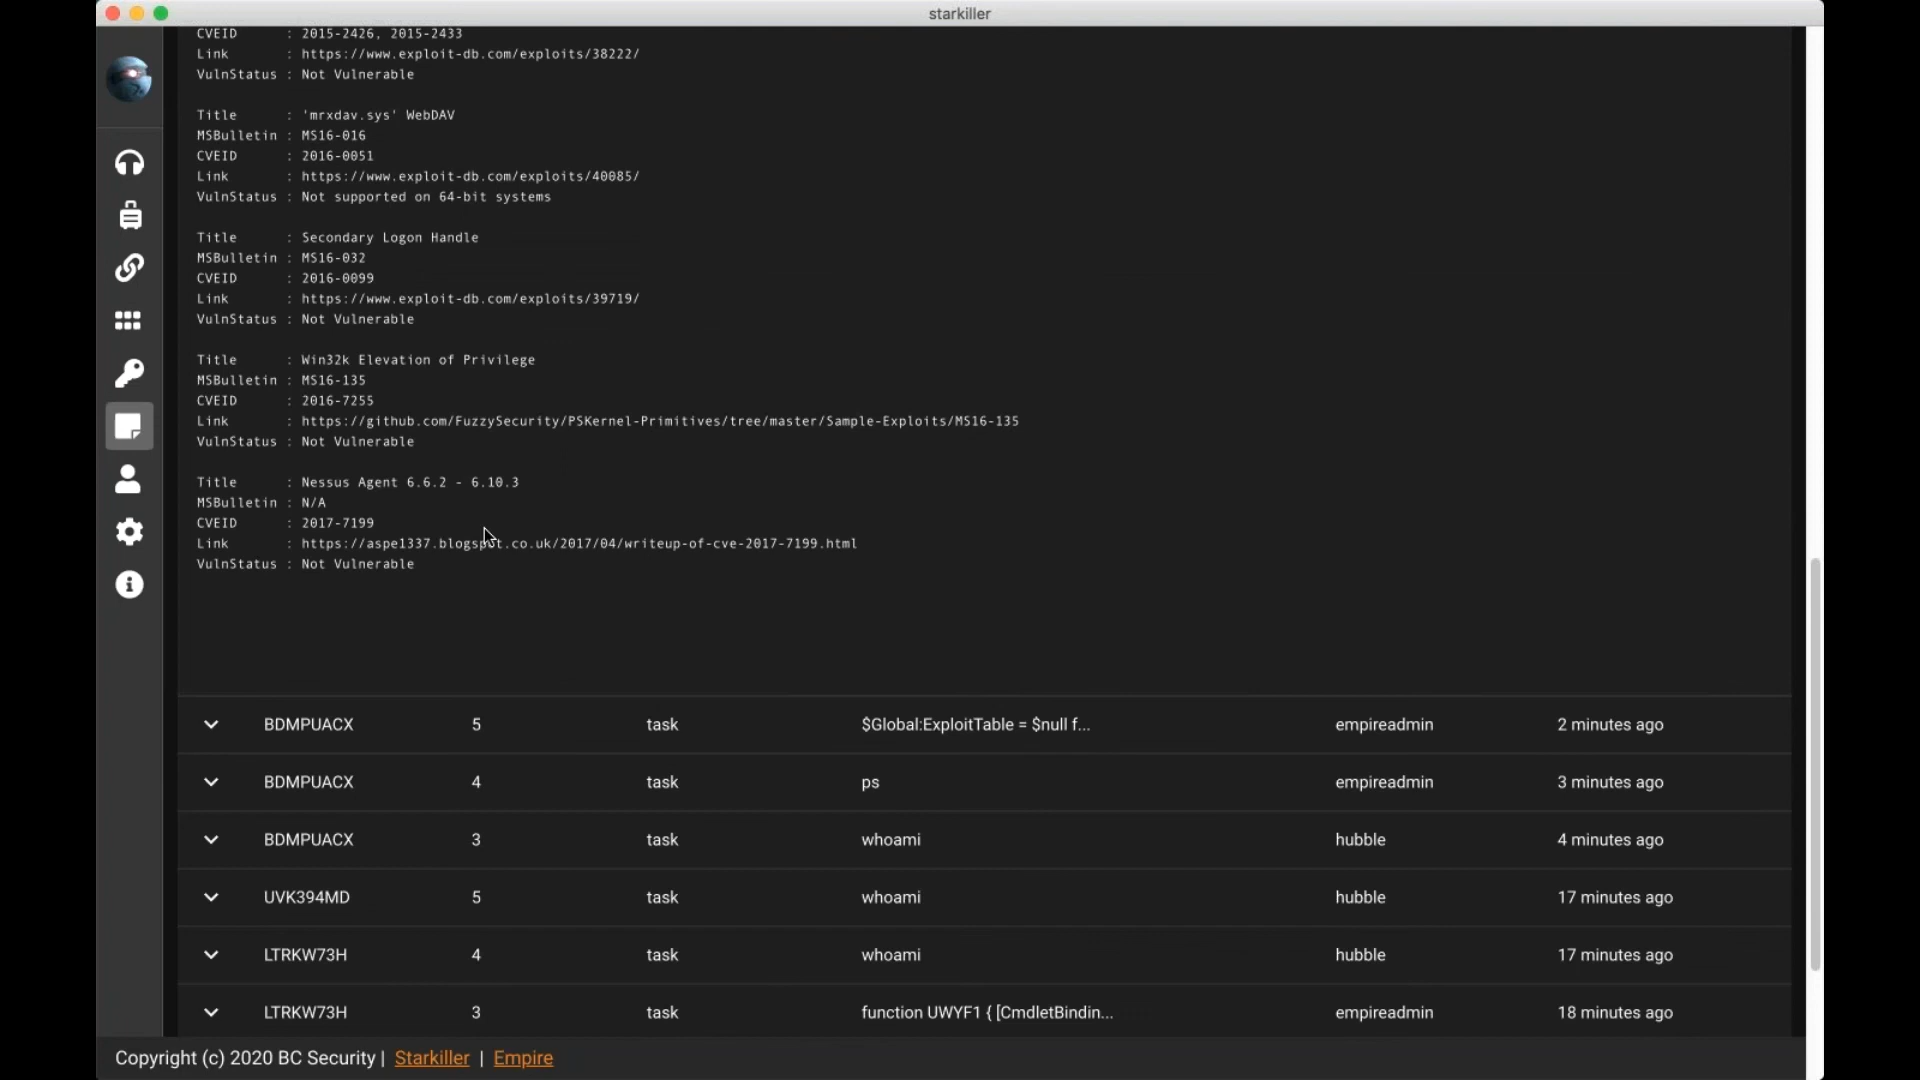 starkiller
CVEID      : 2015-2426, 2015-2433
Link       : https://www.exploit-db.com/exploits/38222/
VulnStatus : Not Vulnerable
Title      : 'mrxdav.sys' WebDAV
MSBulletin : MS16-016
CVEID      : 2016-0051
Link       : https://www.exploit-db.com/exploits/40085/
VulnStatus : Not supported on 64-bit systems
Title      : Secondary Logon Handle
MSBulletin : MS16-032
CVEID      : 2016-0099
Link       : https://www.exploit-db.com/exploits/39719/
VulnStatus : Not Vulnerable
Title      : Win32k Elevation of Privilege
MSBulletin : MS16-135
CVEID      : 2016-7255
Link       : https://github.com/FuzzySecurity/PSKernel-Primitives/tree/master/Sample-Exploits/MS16-135
VulnStatus : Not Vulnerable
Title      : Nessus Agent 6.6.2 - 6.10.3
MSBulletin : N/A
CVEID      : 2017-7199
Link       : https://aspe1337.blogspot.co.uk/2017/04/writeup-of-cve-2017-7199.html
VulnStatus : Not Vulnerable
BDMPUACX 5 task $Global:ExploitTable = $null f... empireadmin 2 minutes ago
BDMPUACX 4 task ps empireadmin 3 minutes ago
BDMPUACX 3 task whoami hubble 4 minutes ago
UVK394MD 5 task whoami hubble 17 minutes ago
LTRKW73H 4 task whoami hubble 17 minutes ago
LTRKW73H 3 task function UWYF1 { [CmdletBindin... empireadmin 18 minutes ago
Copyright (c) 2020 BC Security | Starkiller | Empire